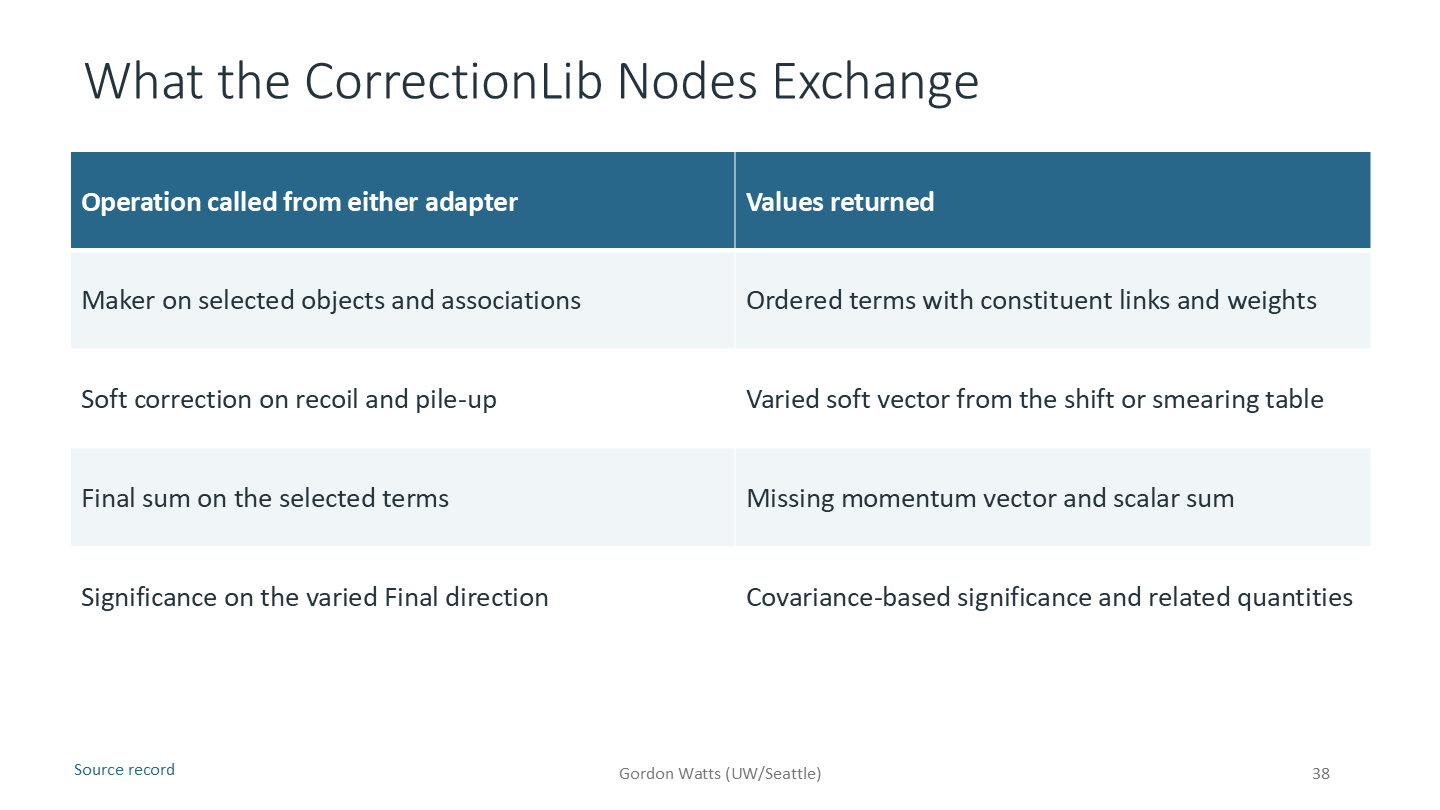 What the CorrectionLib Nodes Exchange
Operation called from either adapter
Values returned
Maker on selected objects and associations
Ordered terms with constituent links and weights
Soft correction on recoil and pile-up
Varied soft vector from the shift or smearing table
Final sum on the selected terms
Missing momentum vector and scalar sum
Significance on the varied Final direction
Covariance-based significance and related quantities
Source record
Gordon Watts (UW/Seattle)
38